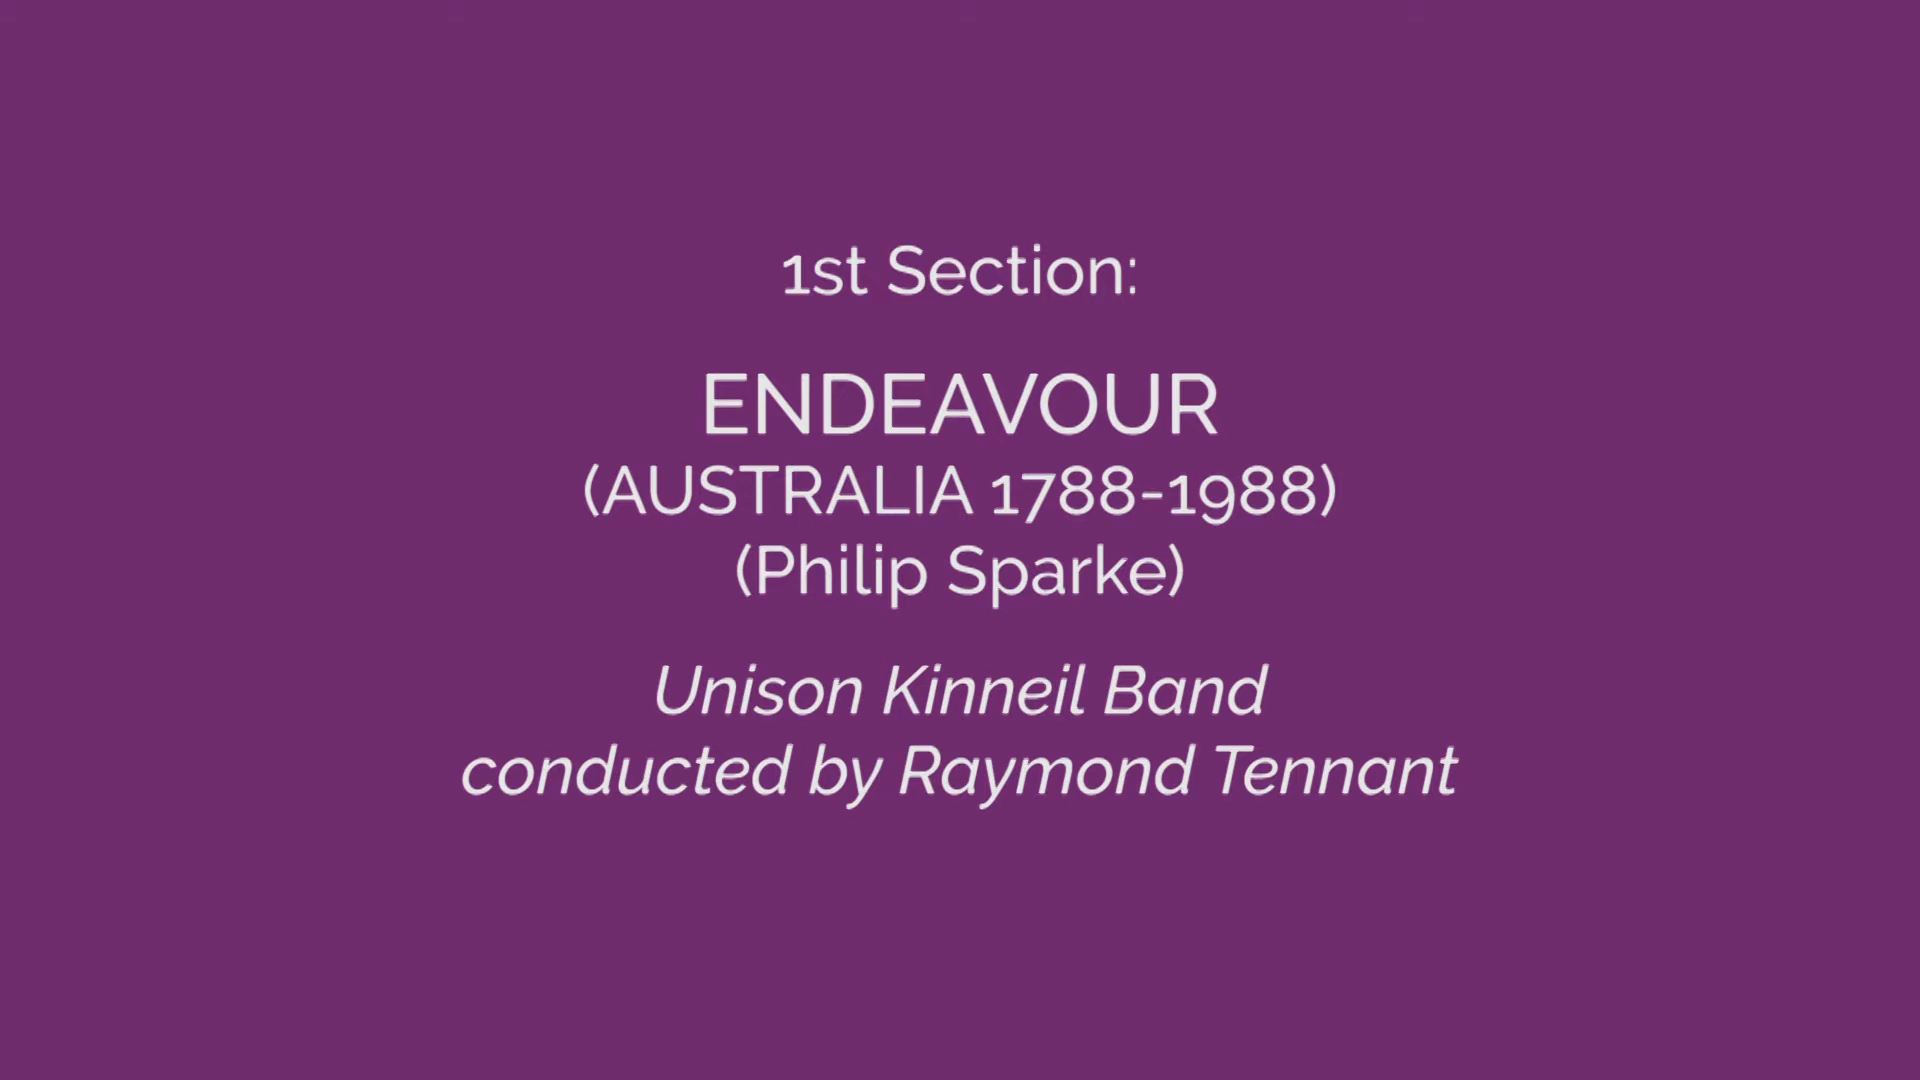 1st Section:
ENDEAVOUR
(AUSTRALIA 1788-1988)
(Philip Sparke)
Unison Kinneil Band
conducted by Raymond Tennant